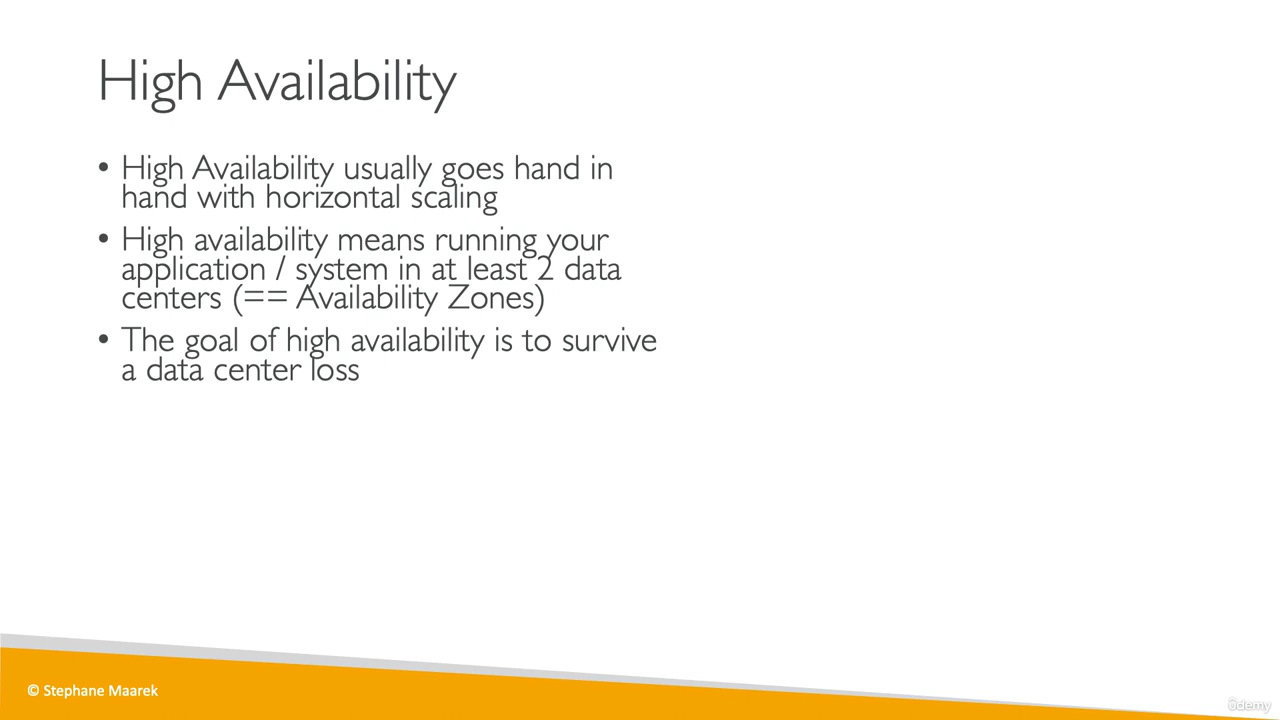 High Availability
• High Availability usually goes hand in
hand with horizontal scaling
• High availability means running your
application / system in at least 2 data
centers (== Availability Zones)
• The goal of high availability is to survive
a data center loss
© Stephane Maarek
ûdemy